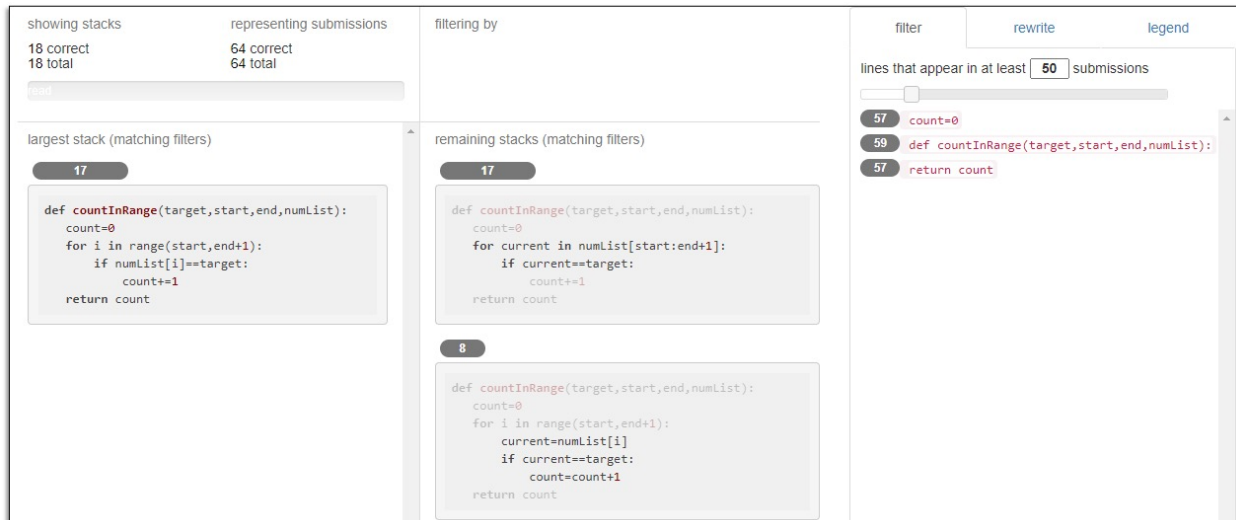 showing stacks
18 correct
18 total
representing submissions
64 correct
64 total
read
filtering by
largest stack (matching filters)
17
def countInRange(target,start,end,numList):
count=0
for i in range(start,end+1):
if numList[i]==target:
count+=1
return count
remaining stacks (matching filters)
17
def countInRange(target,start,end,numList):
count=0
for current in numList[start:end+1]:
if current==target:
count+=1
return count
8
def countInRange(target,start,end,numList):
count=0
for i in range(start,end+1):
current=numList[i]
if current==target:
count=count+1
return count
filter rewrite legend
lines that appear in at least 50 submissions
57 count=0
59 def countInRange(target,start,end,numList):
57 return count